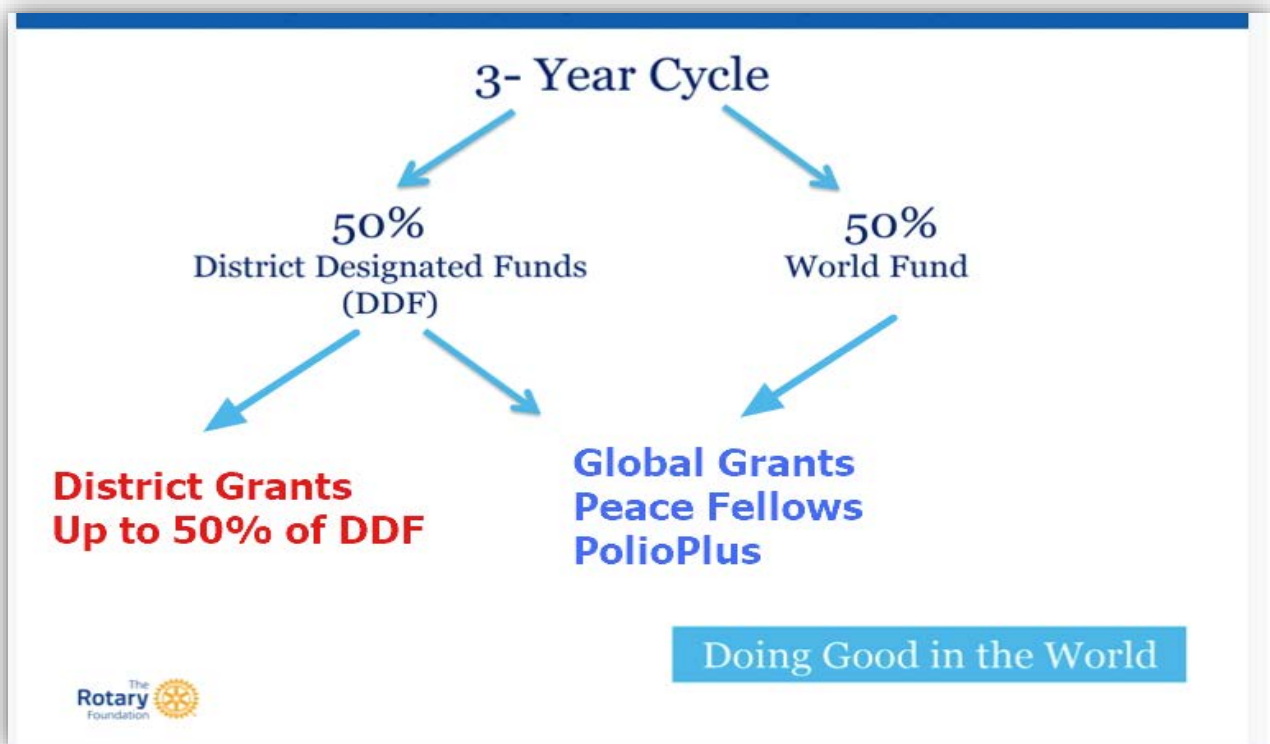 3- Year Cycle
50%
District Designated Funds
(DDF)
50%
World Fund
District Grants
Up to 50% of DDF
Global Grants
Peace Fellows
PolioPlus
Doing Good in the World
The
Rotary
Foundation